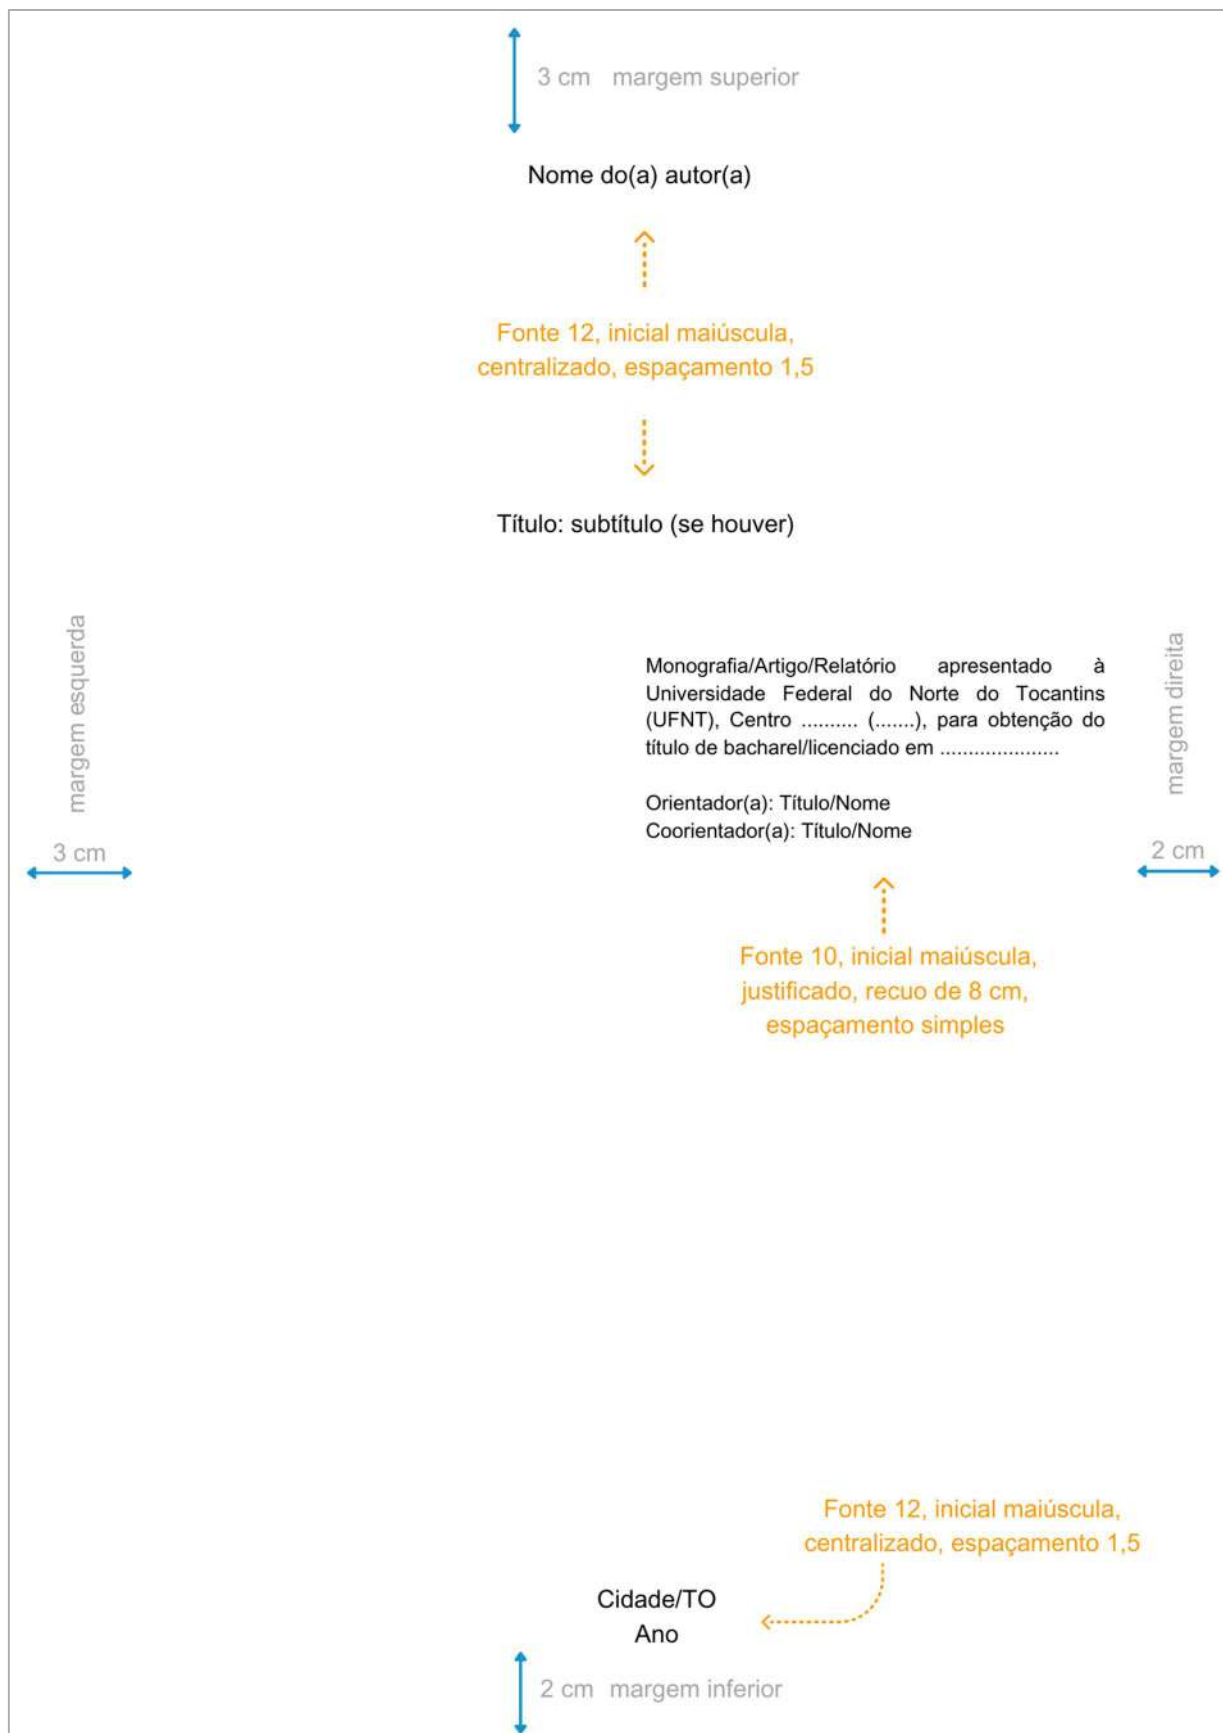 3 cm margem superior
Nome do(a) autor(a)
Fonte 12, inicial maiúscula,
centralizado, espaçamento 1,5
Título: subtítulo (se houver)
margem esquerda
3 cm
Monografia/Artigo/Relatório apresentado à
Universidade Federal do Norte do Tocantins
(UFNT), Centro .......... (.......), para obtenção do
título de bacharel/licenciado em .....................
Orientador(a): Título/Nome
Coorientador(a): Título/Nome
margem direita
2 cm
Fonte 10, inicial maiúscula,
justificado, recuo de 8 cm,
espaçamento simples
Fonte 12, inicial maiúscula,
centralizado, espaçamento 1,5
Cidade/TO
Ano
2 cm margem inferior